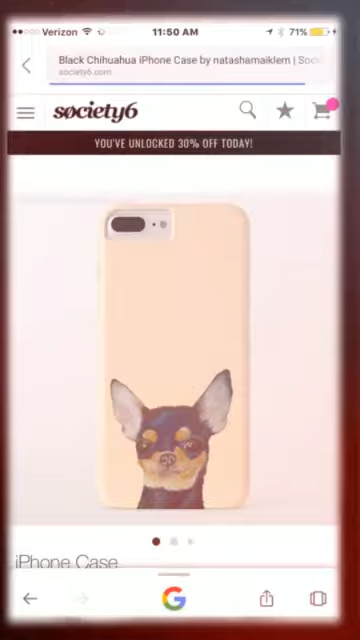 Verizon 11:50 AM 71%
Black Chihuahua iPhone Case by natashamaiklem | Soci
society6.com
society6
YOU'VE UNLOCKED 30% OFF TODAY!
iPhone Case